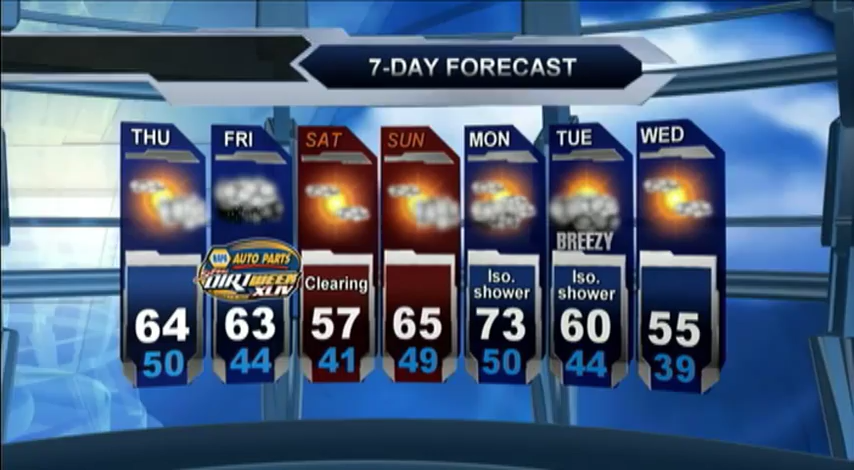 7-DAY FORECAST
THU
FRI
SAT
SUN
MON
TUE
WED
BREEZY
NAPA AUTO PARTS
DIRT WEEK
XLIV
Clearing
Iso.
shower
Iso.
shower
64
63
57
65
73
60
55
50
44
41
49
50
44
39